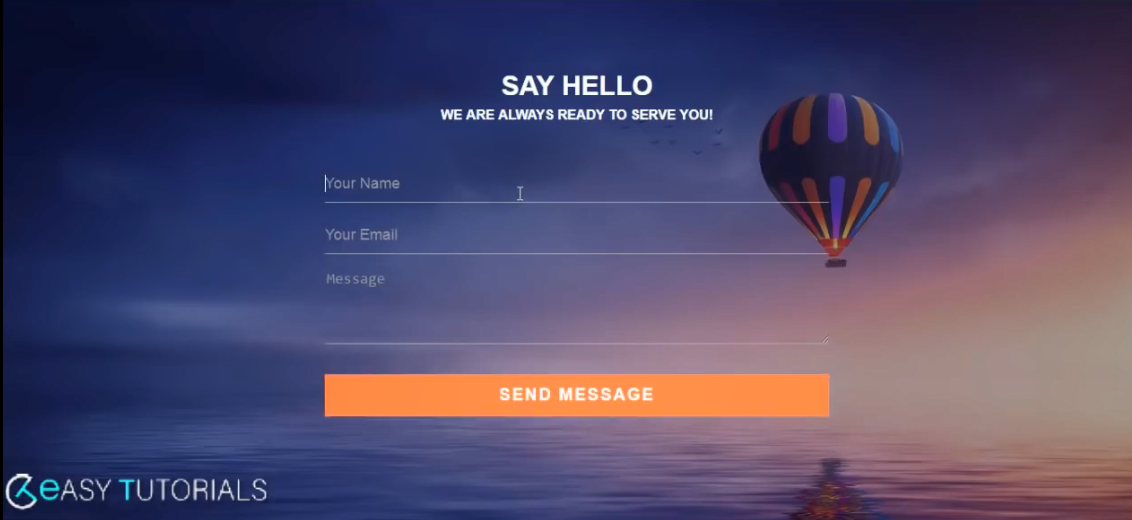 SAY HELLO
WE ARE ALWAYS READY TO SERVE YOU!
Your Name
Your Email
Message
SEND MESSAGE
eASY TUTORIALS